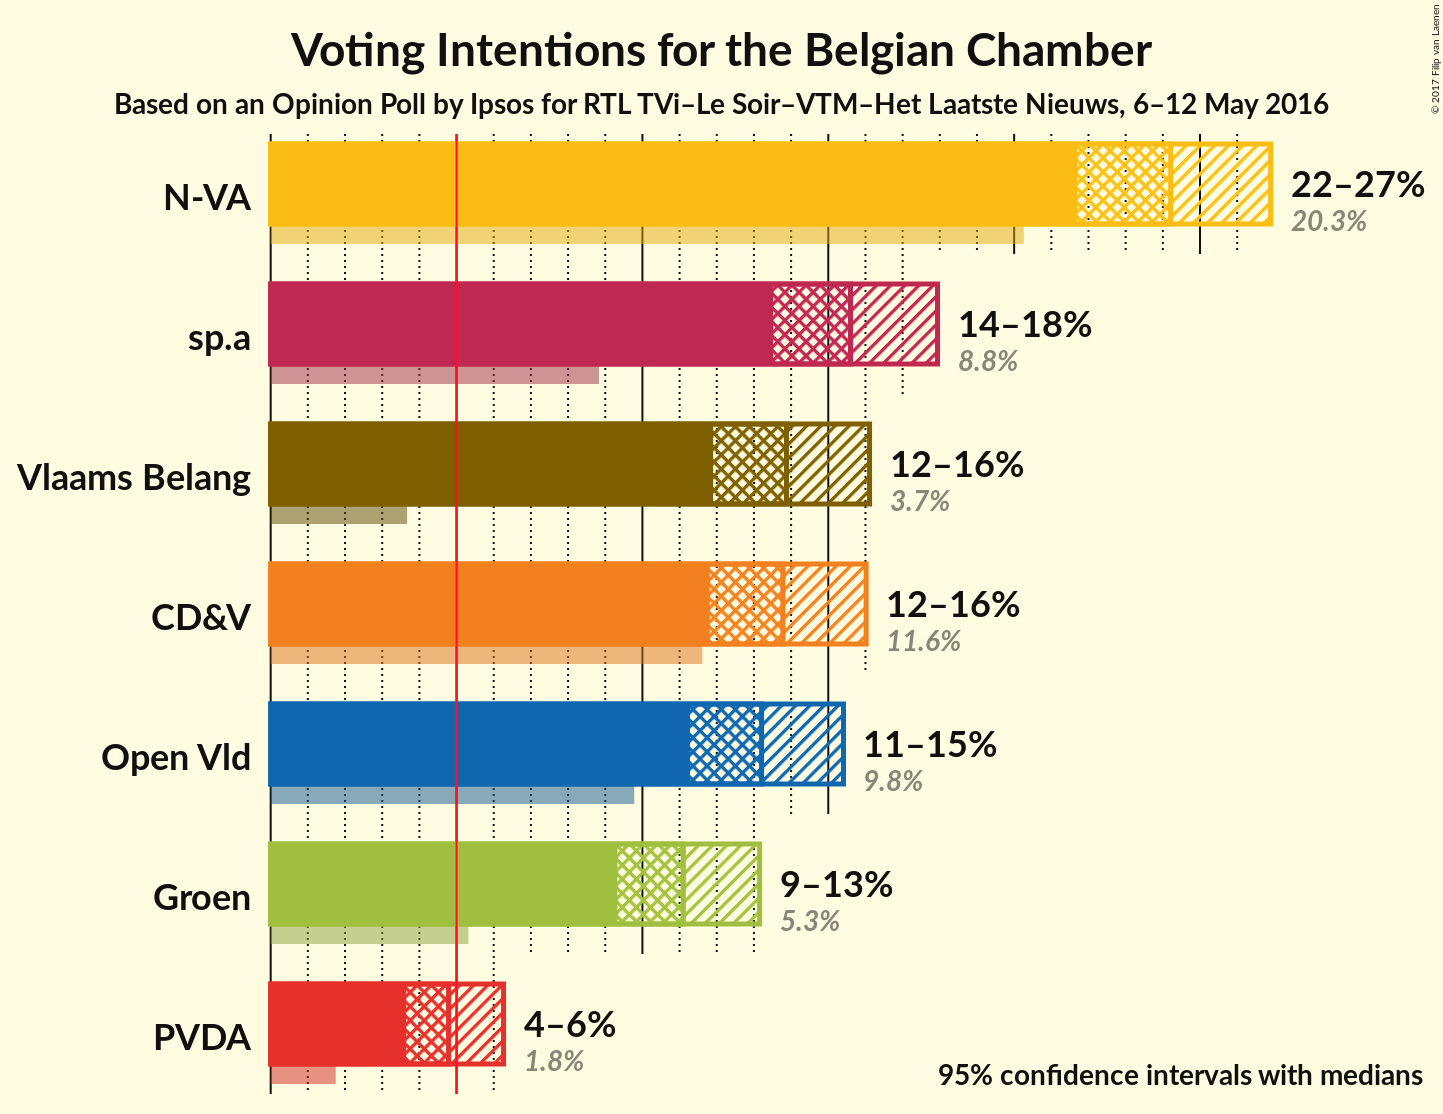 Voting Intentions for the Belgian Chamber
Based on an Opinion Poll by Ipsos for RTL TVi–Le Soir–VTM–Het Laatste Nieuws, 6–12 May 2016
© 2017 Filip van Laenen
N-VA
22–27%
20.3%
sp.a
14–18%
8.8%
Vlaams Belang
12–16%
3.7%
CD&V
12–16%
11.6%
Open Vld
11–15%
9.8%
Groen
9–13%
5.3%
PVDA
4–6%
1.8%
95% confidence intervals with medians